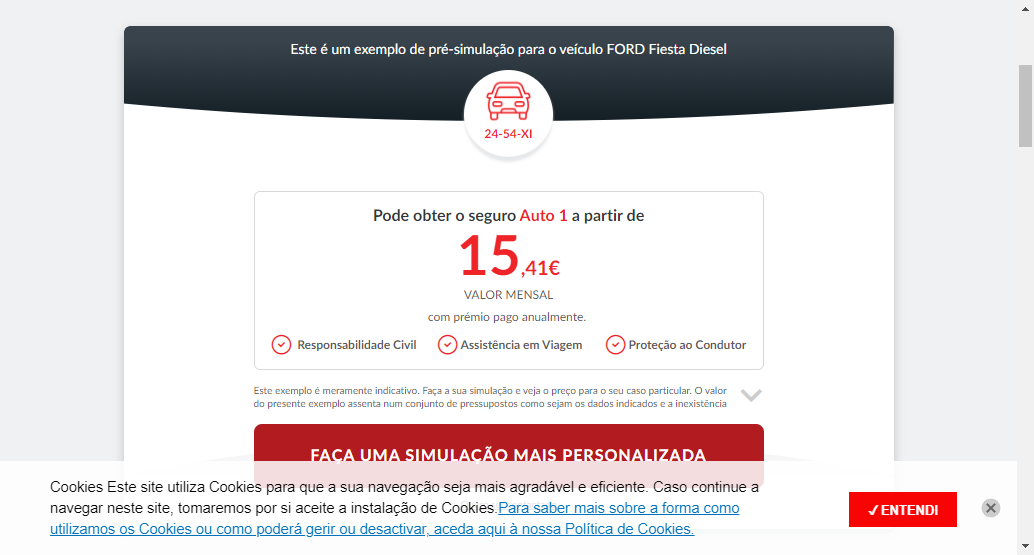 Este é um exemplo de pré-simulação para o veículo FORD Fiesta Diesel
24-54-XI
Pode obter o seguro Auto 1 a partir de
15,41€
VALOR MENSAL
com prémio pago anualmente.
Responsabilidade Civil Assistência em Viagem Proteção ao Condutor
Este exemplo é meramente indicativo. Faça a sua simulação e veja o preço para o seu caso particular. O valor
do presente exemplo assenta num conjunto de pressupostos como sejam os dados indicados e a inexistência
FAÇA UMA SIMULAÇÃO MAIS PERSONALIZADA
Cookies Este site utiliza Cookies para que a sua navegação seja mais agradável e eficiente. Caso continue a
navegar neste site, tomaremos por si aceite a instalação de Cookies.Para saber mais sobre a forma como
utilizamos os Cookies ou como poderá gerir ou desactivar, aceda aqui à nossa Política de Cookies.
✓ENTENDI